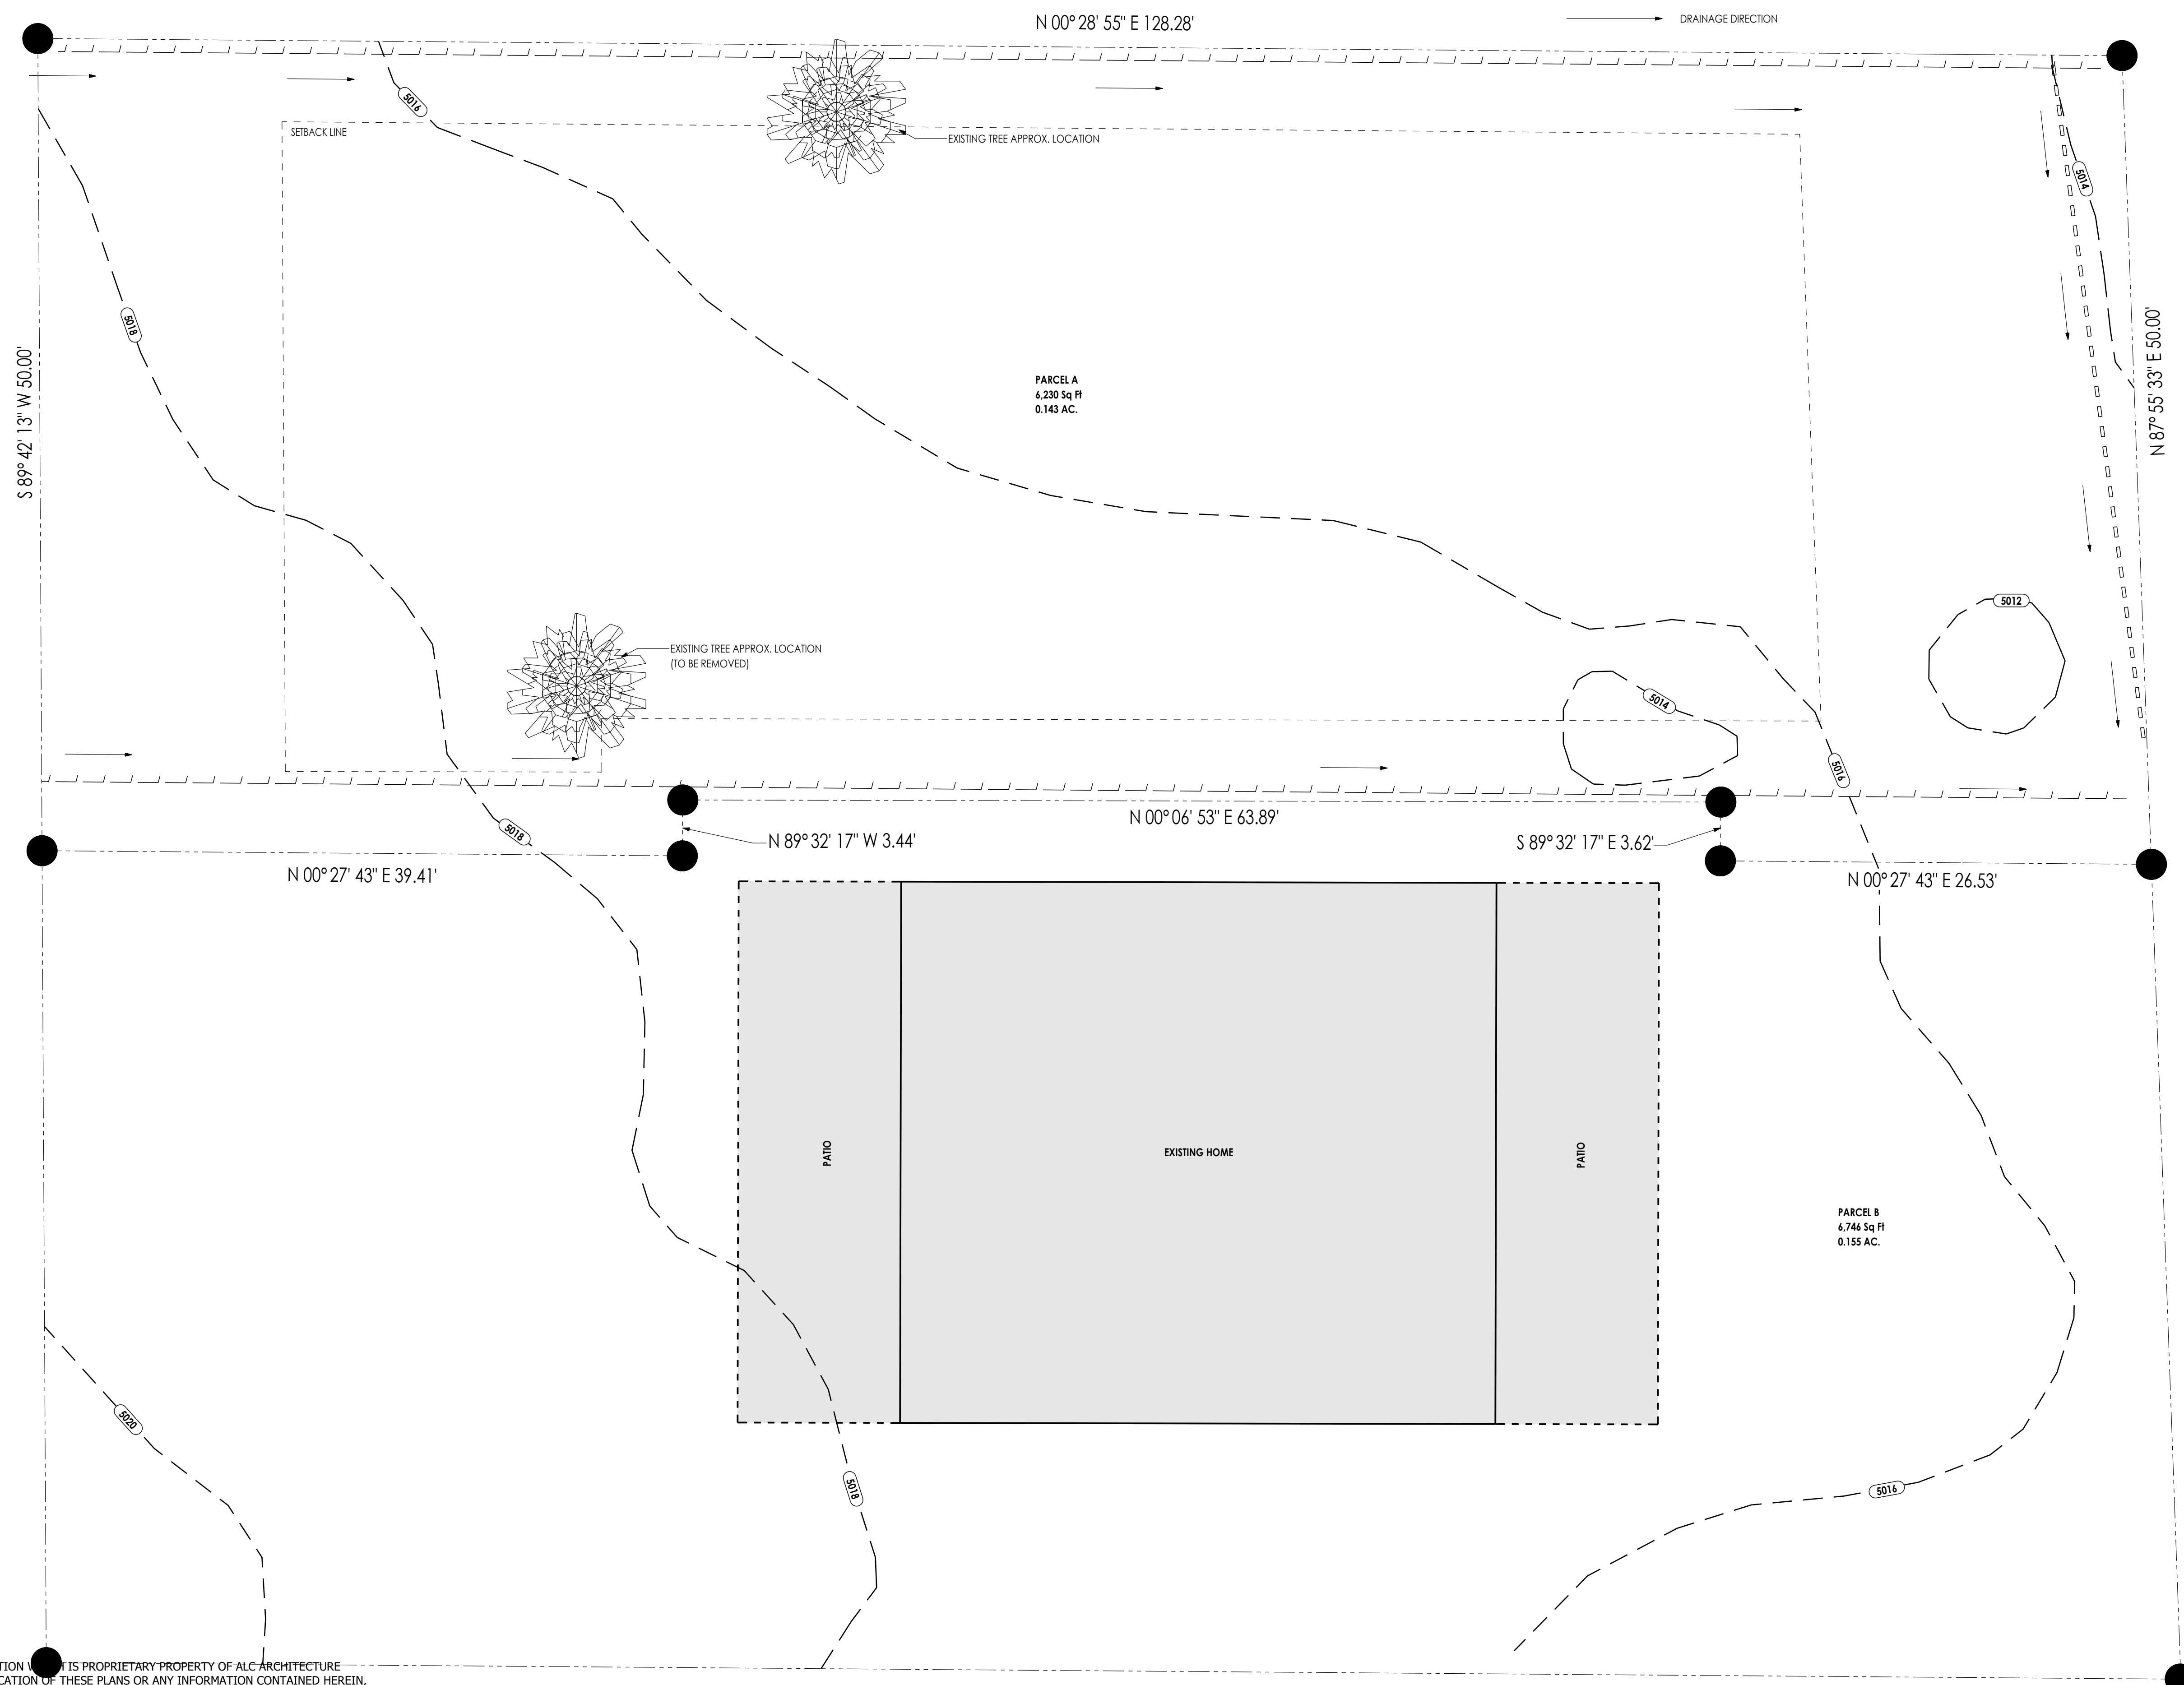 N 00° 28' 55" E 128.28'
DRAINAGE DIRECTION
5016
SETBACK LINE
EXISTING TREE APPROX. LOCATION
5014
5018
S 89° 42' 13" W 50.00'
N 87° 55' 33" E 50.00'
PARCEL A
6,230 Sq Ft
0.143 AC.
5012
EXISTING TREE APPROX. LOCATION
(TO BE REMOVED)
5014
5016
5018
N 00° 06' 53" E 63.89'
N 89° 32' 17" W 3.44'
S 89° 32' 17" E 3.62'
N 00° 27' 43" E 39.41'
N 00° 27' 43" E 26.53'
PATIO
EXISTING HOME
PATIO
PARCEL B
6,746 Sq Ft
0.155 AC.
5020
5018
5016
IS PROPRIETARY PROPERTY OF ALC ARCHITECTURE
OF THESE PLANS OR ANY INFORMATION CONTAINED HEREIN,